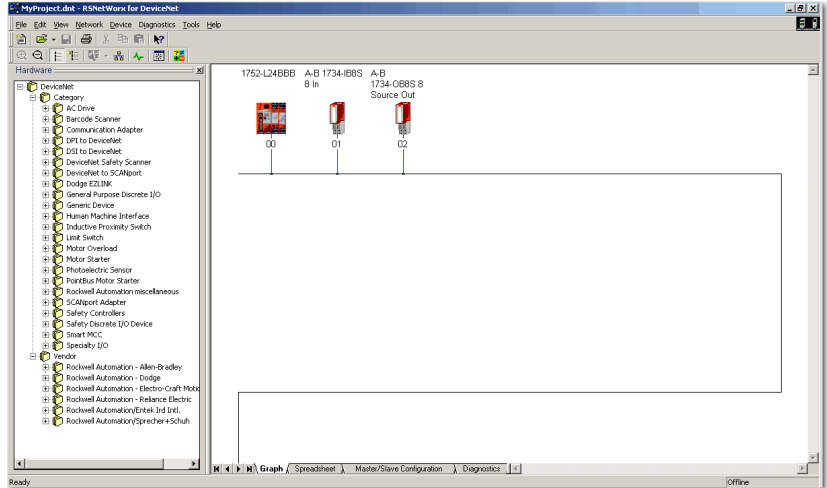 MyProject.dnt - RSNetWorx for DeviceNet
File Edit View Network Device Diagnostics Tools Help
Hardware
DeviceNet
Category
AC Drive
Barcode Scanner
Communication Adapter
DPI to DeviceNet
DSI to DeviceNet
DeviceNet Safety Scanner
DeviceNet to SCANport
Dodge EZLINK
General Purpose Discrete I/O
Generic Device
Human Machine Interface
Inductive Proximity Switch
Limit Switch
Motor Overload
Motor Starter
Photoelectric Sensor
PointBus Motor Starter
Rockwell Automation miscellaneous
SCANport Adapter
Safety Controllers
Safety Discrete I/O Device
Smart MCC
Specialty I/O
Vendor
Rockwell Automation - Allen-Bradley
Rockwell Automation - Dodge
Rockwell Automation - Electro-Craft Motic
Rockwell Automation - Reliance Electric
Rockwell Automation/Entek Ird Intl.
Rockwell Automation/Sprecher+Schuh
1752-L24BBB
00
A-B 1734-IB8S
8 In
01
A-B
1734-OB8S 8
Source Out
02
Graph Spreadsheet Master/Slave Configuration Diagnostics
Ready Offline